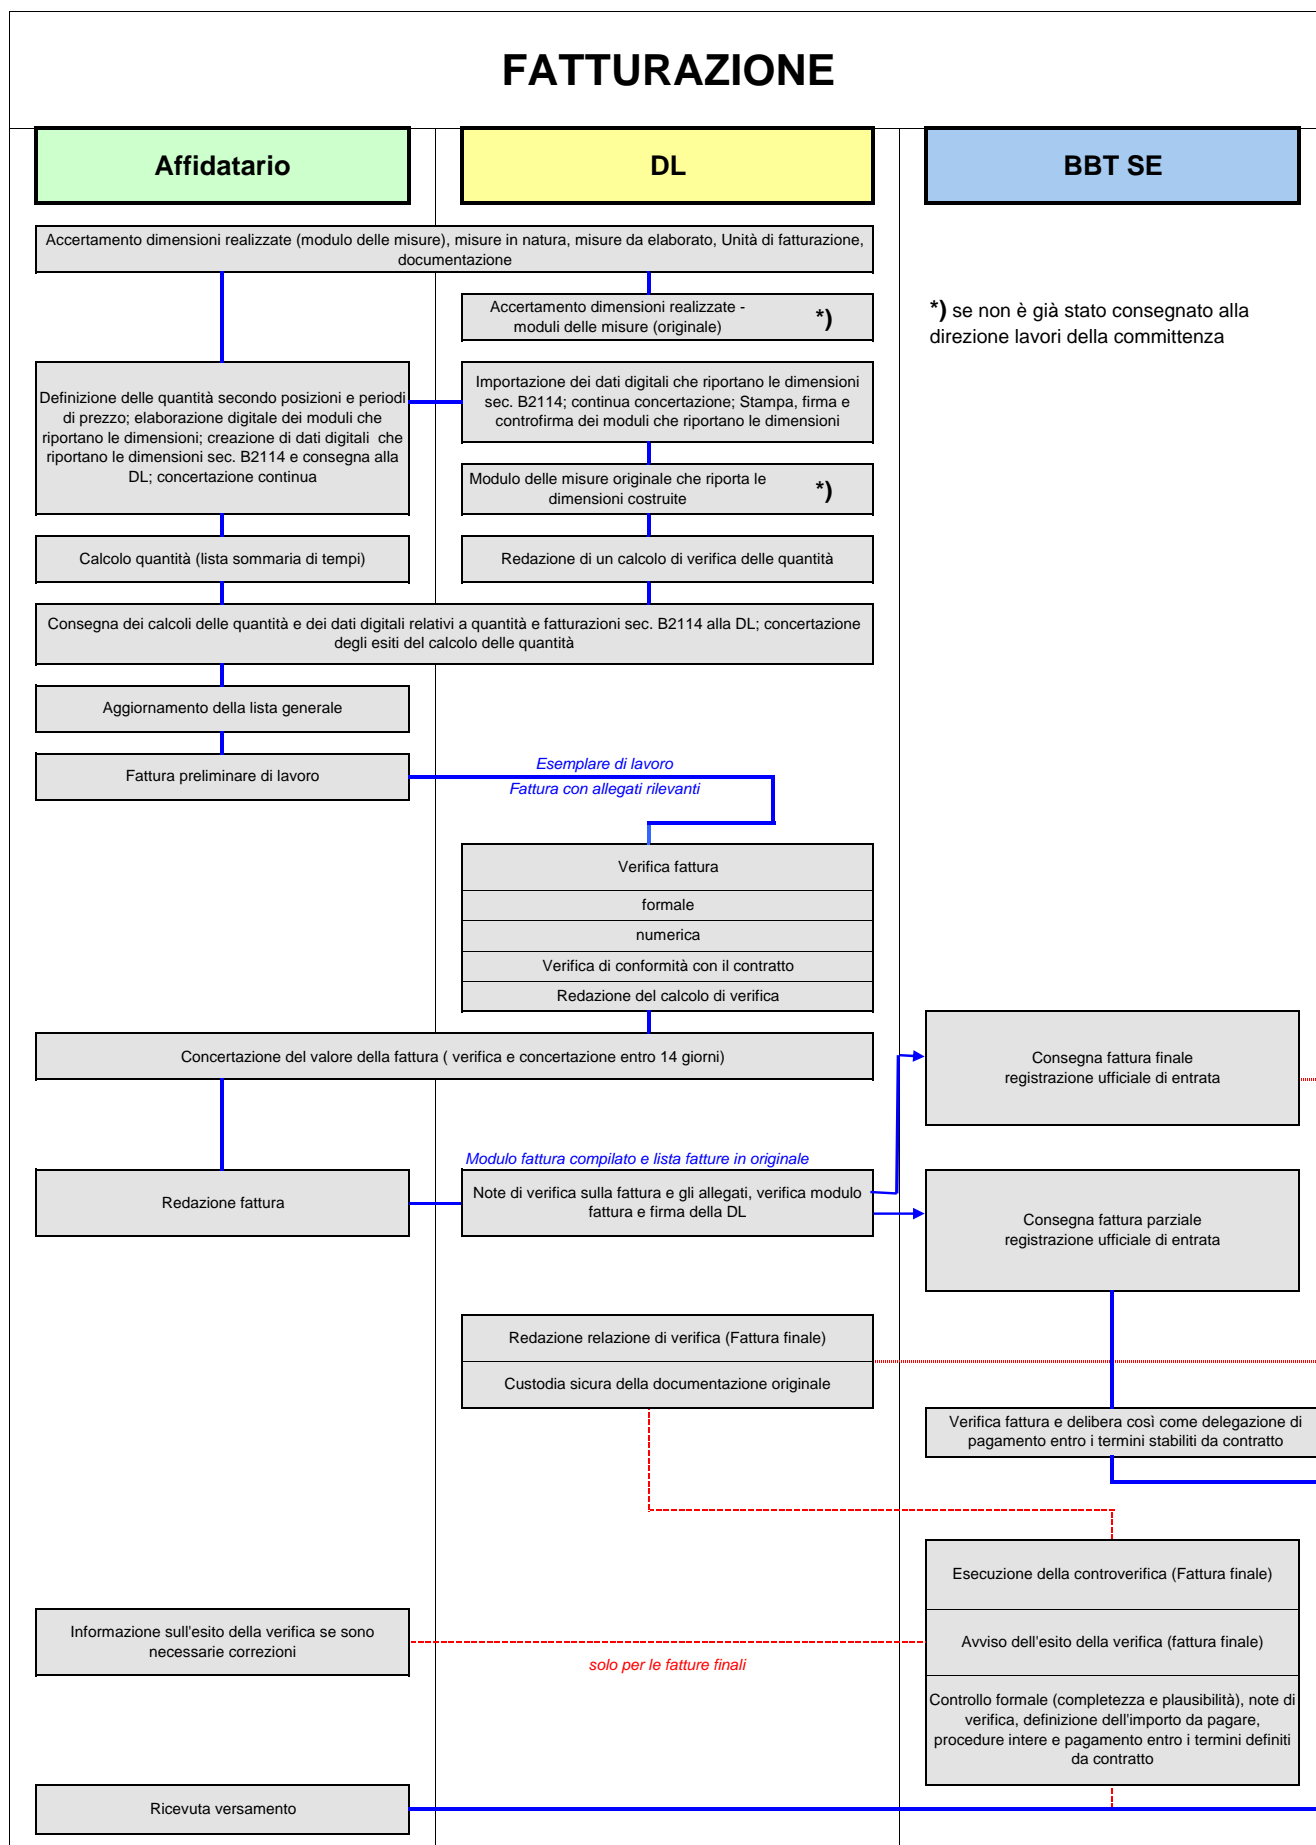 FATTURAZIONE
Affidatario
DL
BBT SE
Accertamento dimensioni realizzate (modulo delle misure), misure in natura, misure da elaborato, Unità di fatturazione,
documentazione
Accertamento dimensioni realizzate -
moduli delle misure (originale)
*)
*) se non è già stato consegnato alla
direzione lavori della committenza
Definizione delle quantità secondo posizioni e periodi
di prezzo; elaborazione digitale dei moduli che
riportano le dimensioni; creazione di dati digitali che
riportano le dimensioni sec. B2114 e consegna alla
DL; concertazione continua
Importazione dei dati digitali che riportano le dimensioni
sec. B2114; continua concertazione; Stampa, firma e
controfirma dei moduli che riportano le dimensioni
Modulo delle misure originale che riporta le
dimensioni costruite
*)
Calcolo quantità (lista sommaria di tempi)
Redazione di un calcolo di verifica delle quantità
Consegna dei calcoli delle quantità e dei dati digitali relativi a quantità e fatturazioni sec. B2114 alla DL; concertazione
degli esiti del calcolo delle quantità
Aggiornamento della lista generale
Fattura preliminare di lavoro
Esemplare di lavoro
Fattura con allegati rilevanti
Verifica fattura
formale
numerica
Verifica di conformità con il contratto
Redazione del calcolo di verifica
Concertazione del valore della fattura ( verifica e concertazione entro 14 giorni)
Consegna fattura finale
registrazione ufficiale di entrata
Modulo fattura compilato e lista fatture in originale
Redazione fattura
Note di verifica sulla fattura e gli allegati, verifica modulo
fattura e firma della DL
Consegna fattura parziale
registrazione ufficiale di entrata
Redazione relazione di verifica (Fattura finale)
Custodia sicura della documentazione originale
Verifica fattura e delibera così come delegazione di
pagamento entro i termini stabiliti da contratto
Esecuzione della controverifica (Fattura finale)
Informazione sull'esito della verifica se sono
necessarie correzioni
Avviso dell'esito della verifica (fattura finale)
solo per le fatture finali
Controllo formale (completezza e plausibilità), note di
verifica, definizione dell'importo da pagare,
procedure intere e pagamento entro i termini definiti
da contratto
Ricevuta versamento